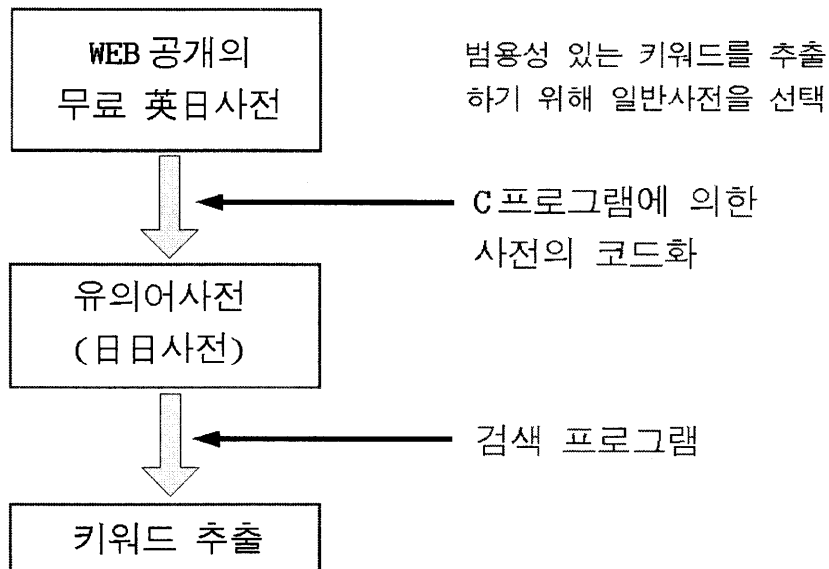 WEB 공개의
무료 英日사전
범용성 있는 키워드를 추출
하기 위해 일반사전을 선택
C프로그램에 의한
사전의 코드화
유의어사전
(日日사전)
검색 프로그램
키워드 추출